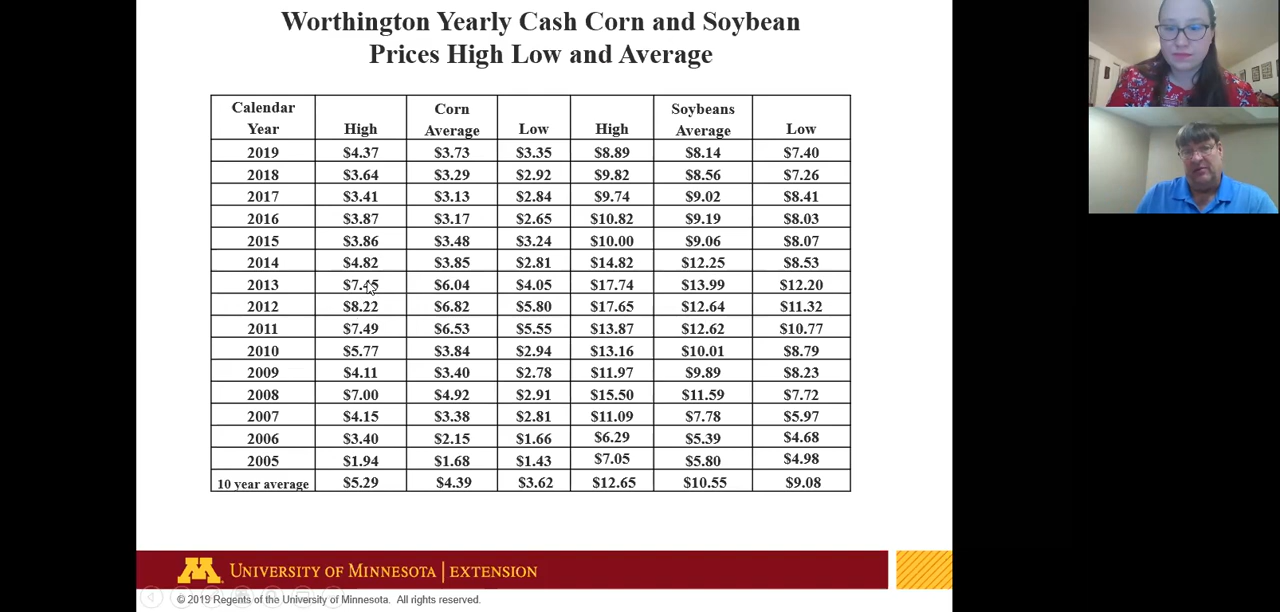 Worthington Yearly Cash Corn and Soybean
Prices High Low and Average
Calendar Year High Corn Average Low High Soybeans Average Low
2019 $4.37 $3.73 $3.35 $8.89 $8.14 $7.40
2018 $3.64 $3.29 $2.92 $9.82 $8.56 $7.26
2017 $3.41 $3.13 $2.84 $9.74 $9.02 $8.41
2016 $3.87 $3.17 $2.65 $10.82 $9.19 $8.03
2015 $3.86 $3.48 $3.24 $10.00 $9.06 $8.07
2014 $4.82 $3.85 $2.81 $14.82 $12.25 $8.53
2013 $6.04 $4.05 $17.74 $13.99 $12.20
2012 $8.22 $6.82 $5.80 $17.65 $12.64 $11.32
2011 $7.49 $6.53 $5.55 $13.87 $12.62 $10.77
2010 $5.77 $3.84 $2.94 $13.16 $10.01 $8.79
2009 $4.11 $3.40 $2.78 $11.97 $9.89 $8.23
2008 $7.00 $4.92 $2.91 $15.50 $11.59 $7.72
2007 $4.15 $3.38 $2.81 $11.09 $7.78 $5.97
2006 $3.40 $2.15 $1.66 $6.29 $5.39 $4.68
2005 $1.94 $1.68 $1.43 $7.05 $5.80 $4.98
10 year average $5.29 $4.39 $3.62 $12.65 $10.55 $9.08
M UNIVERSITY OF MINNESOTA | EXTENSION
© 2019 Regents of the University of Minnesota. All rights reserved.